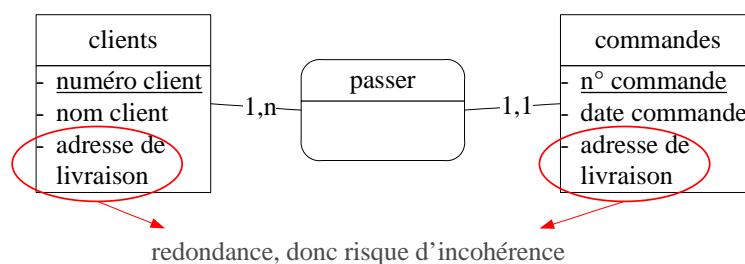 clients
- numéro client
- nom client
- adresse de
livraison
1,n
passer
1,1
commandes
- n° commande
- date commande
- adresse de
livraison
redondance, donc risque d'incohérence